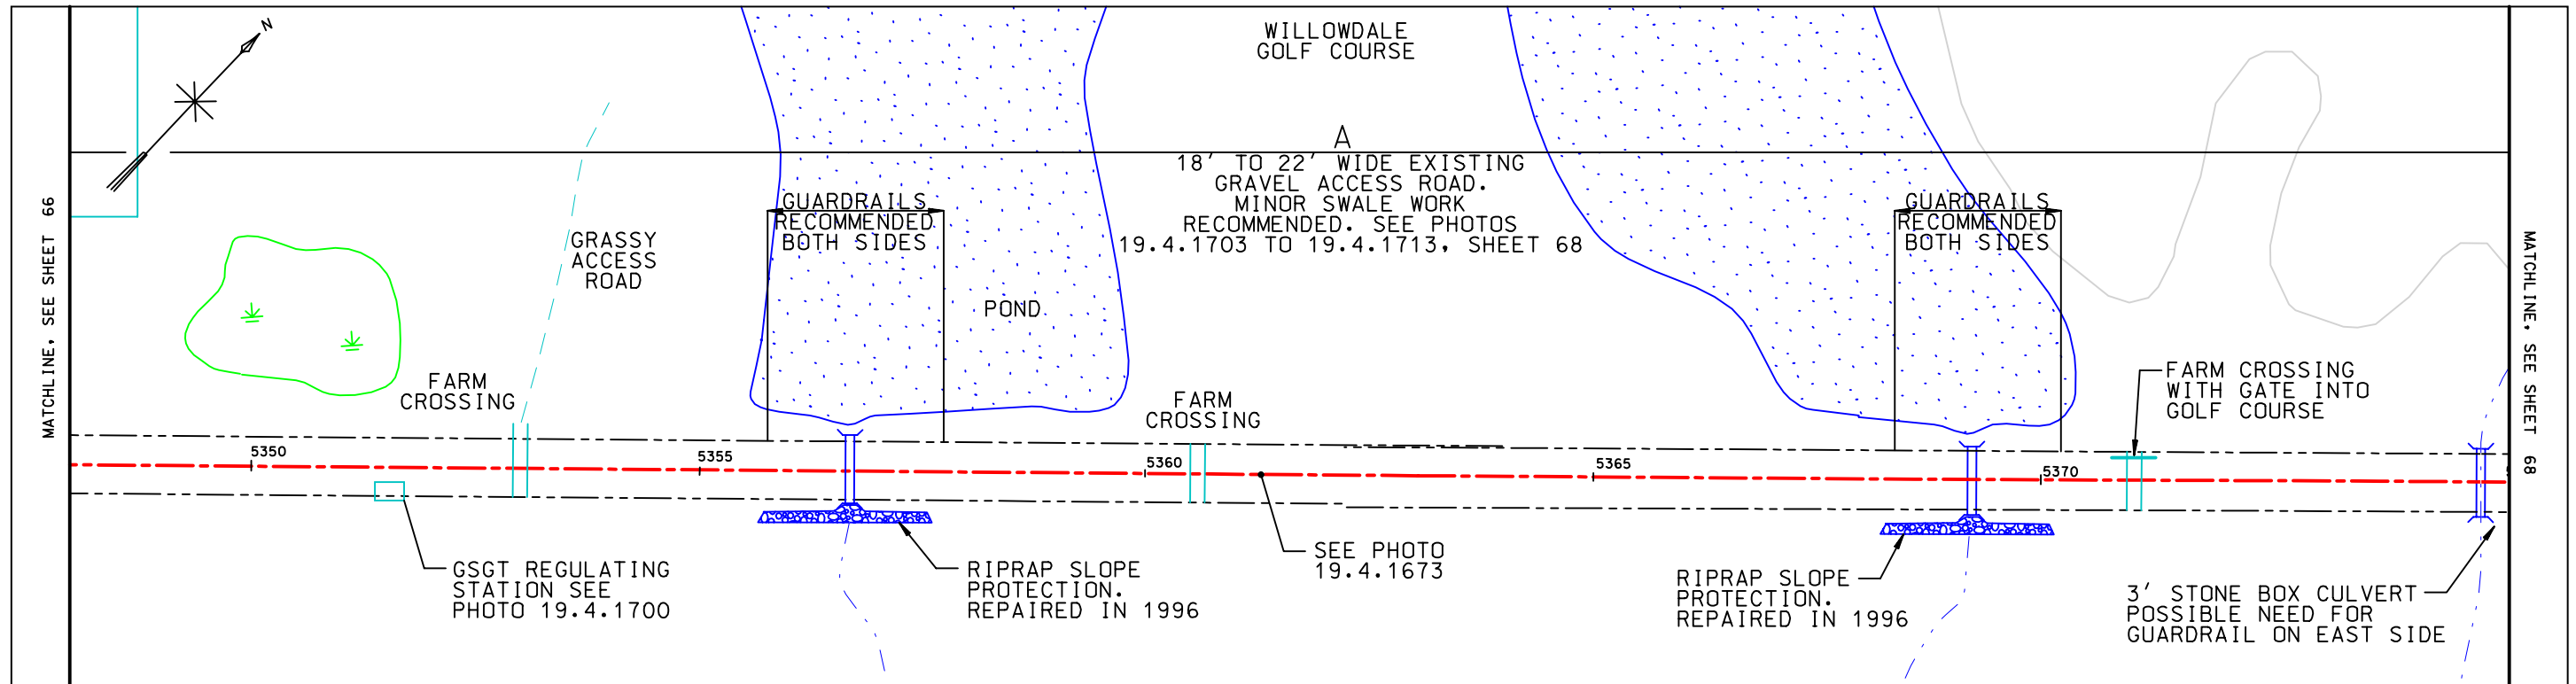 N
WILLOWDALE
GOLF COURSE
A
18' TO 22' WIDE EXISTING
GRAVEL ACCESS ROAD.
MINOR SWALE WORK
RECOMMENDED. SEE PHOTOS
19.4.1703 TO 19.4.1713, SHEET 68
MATCHLINE, SEE SHEET 66
GRASSY
ACCESS
ROAD
GUARDRAILS
RECOMMENDED
BOTH SIDES
POND
GUARDRAILS
RECOMMENDED
BOTH SIDES
MATCHLINE, SEE SHEET 68
FARM
CROSSING
FARM
CROSSING
FARM CROSSING
WITH GATE INTO
GOLF COURSE
5350
5355
5360
5365
5370
GSGT REGULATING
STATION SEE
PHOTO 19.4.1700
RIPRAP SLOPE
PROTECTION.
REPAIRED IN 1996
SEE PHOTO
19.4.1673
RIPRAP SLOPE
PROTECTION.
REPAIRED IN 1996
3' STONE BOX CULVERT
POSSIBLE NEED FOR
GUARDRAIL ON EAST SIDE